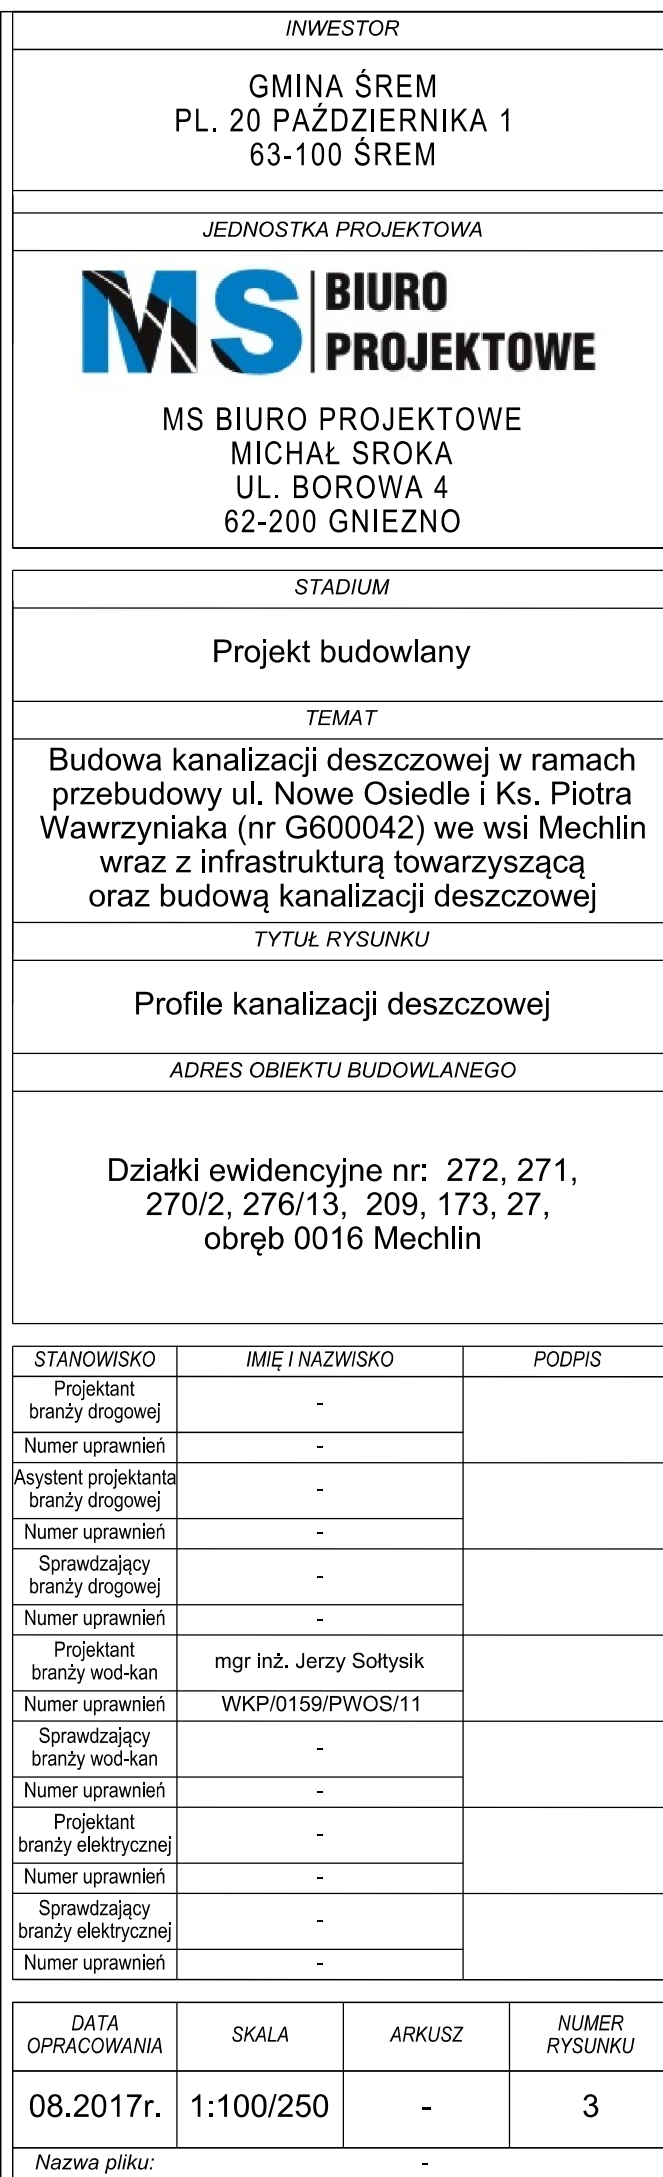 INWESTOR
GMINA ŚREM
PL. 20 PAŹDZIERNIKA 1
63-100 ŚREM
JEDNOSTKA PROJEKTOWA
MS BIURO
PROJEKTOWE
MS BIURO PROJEKTOWE
MICHAŁ SROKA
UL. BOROWA 4
62-200 GNIEZNO
STADIUM
Projekt budowlany
TEMAT
Budowa kanalizacji deszczowej w ramach
przebudowy ul. Nowe Osiedle i Ks. Piotra
Wawrzyniaka (nr G600042) we wsi Mechlin
wraz z infrastrukturą towarzyszącą
oraz budową kanalizacji deszczowej
TYTUŁ RYSUNKU
Profile kanalizacji deszczowej
ADRES OBIEKTU BUDOWLANEGO
Działki ewidencyjne nr: 272, 271,
270/2, 276/13, 209, 173, 27,
obręb 0016 Mechlin
STANOWISKO IMIĘ I NAZWISKO PODPIS
Projektant
branży drogowej -
Numer uprawnień -
Asystent projektanta
branży drogowej -
Numer uprawnień -
Sprawdzający
branży drogowej -
Numer uprawnień -
Projektant
branży wod-kan mgr inż. Jerzy Sołtysik
Numer uprawnień WKP/0159/PWOS/11
Sprawdzający
branży wod-kan -
Numer uprawnień -
Projektant
branży elektrycznej -
Numer uprawnień -
Sprawdzający
branży elektrycznej -
Numer uprawnień -
DATA
OPRACOWANIA SKALA ARKUSZ NUMER
RYSUNKU
08.2017r. 1:100/250 - 3
Nazwa pliku: -